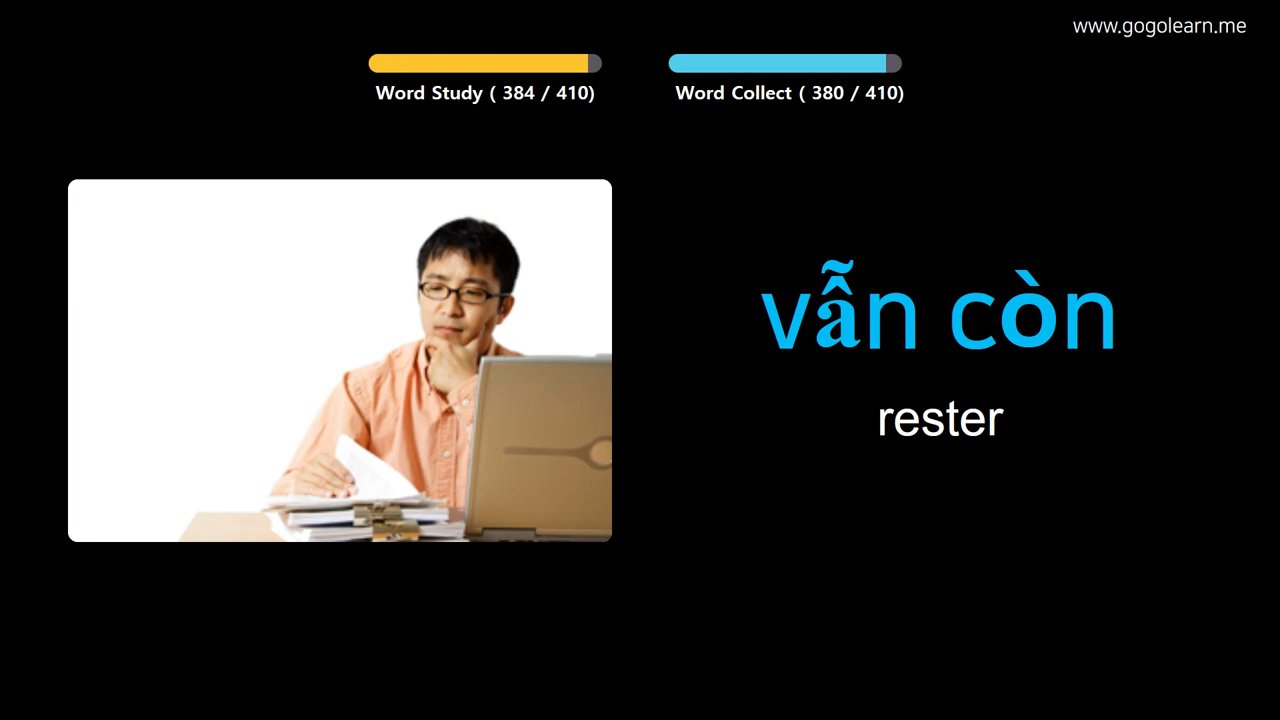 www.gogolearn.me
Word Study ( 384 / 410)
Word Collect ( 380 / 410)
vẫn còn
rester